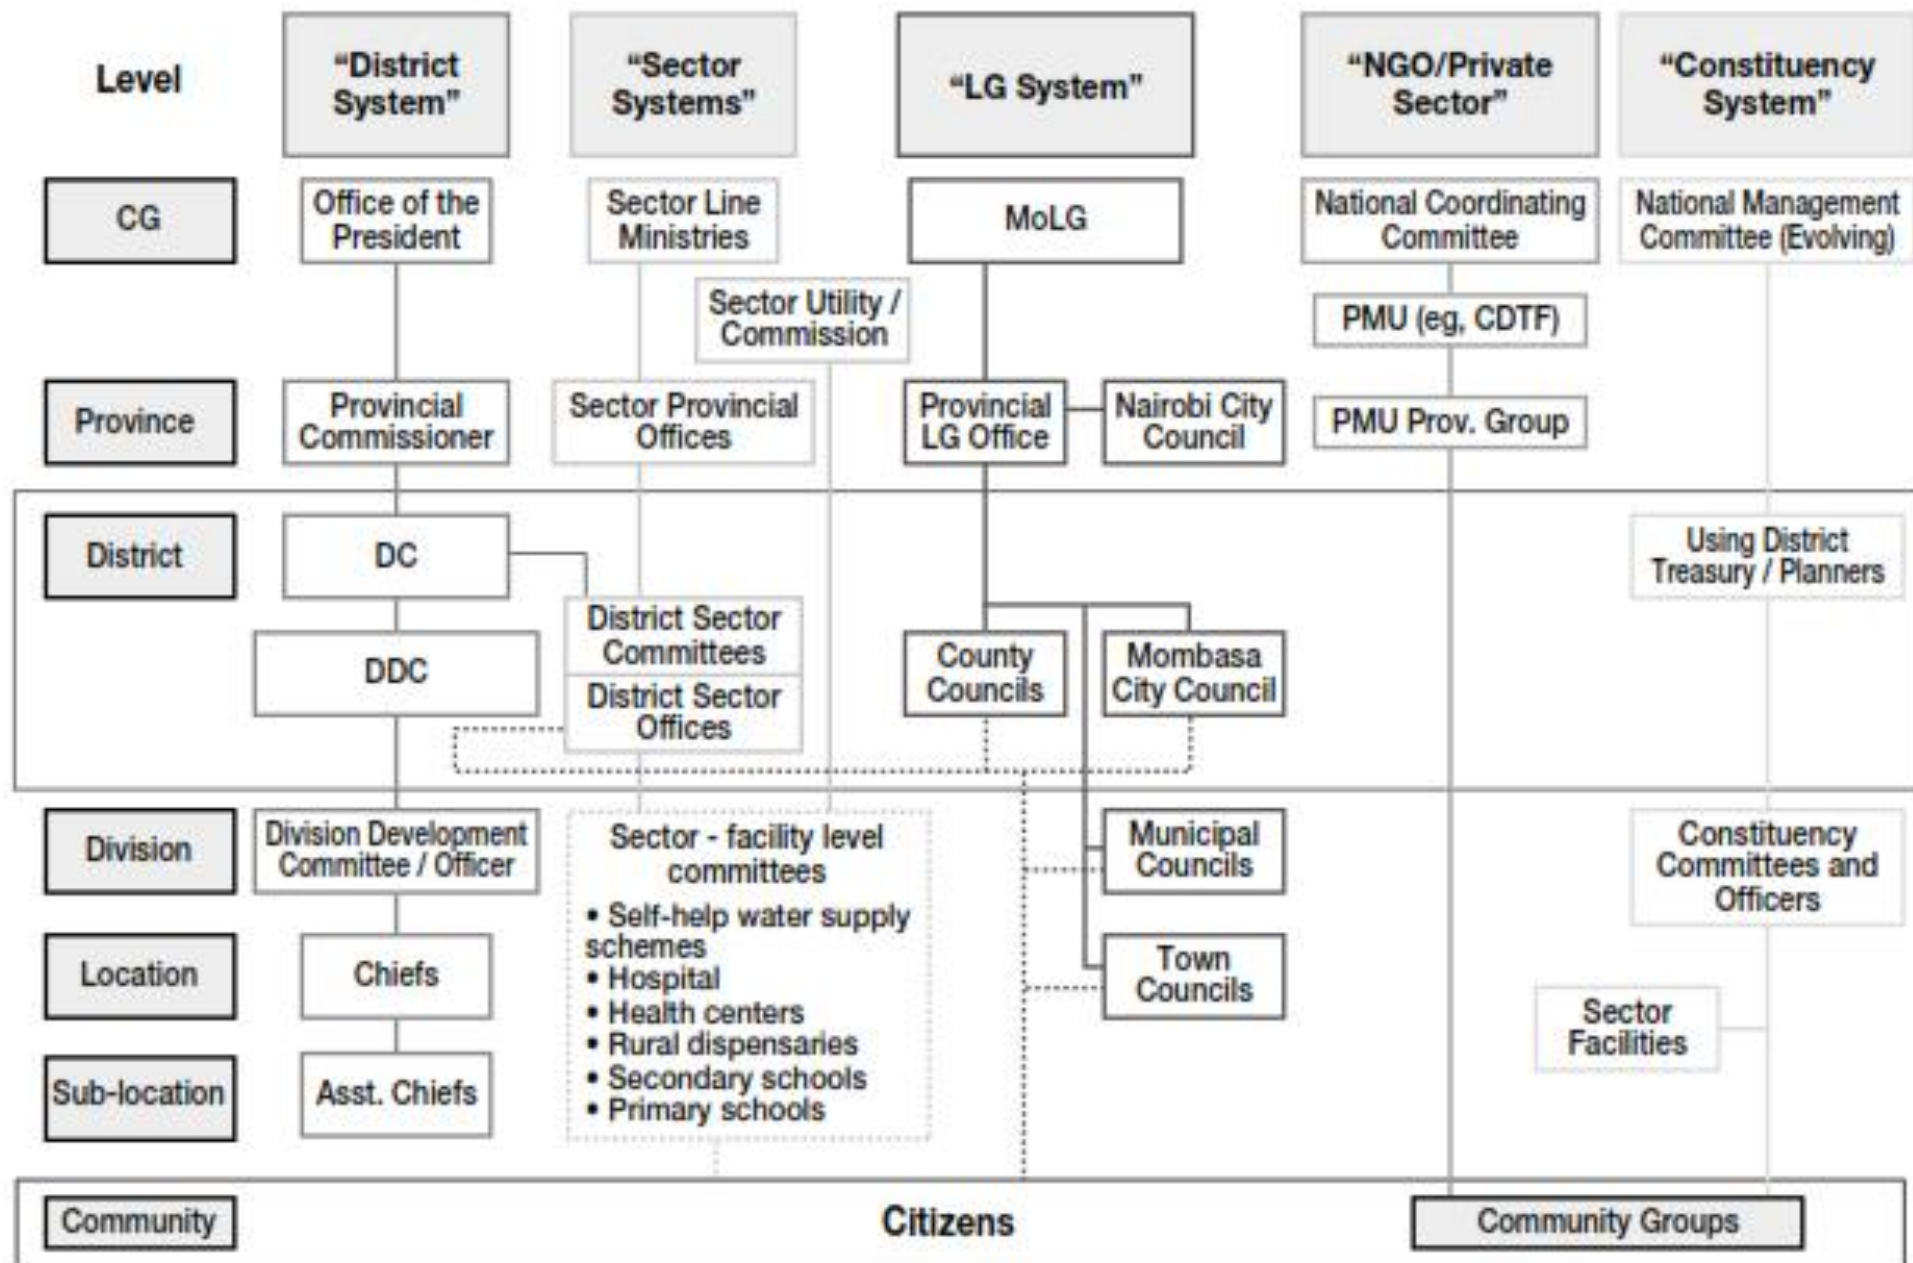 Level
“District
System”
“Sector
Systems”
“LG System”
“NGO/Private
Sector”
“Constituency
System”
CG
Office of the
President
Sector Line
Ministries
MoLG
National Coordinating
Committee
National Management
Committee (Evolving)
Sector Utility /
Commission
PMU (eg, CDTF)
Province
Provincial
Commissioner
Sector Provincial
Offices
Provincial
LG Office
Nairobi City
Council
PMU Prov. Group
District
DC
Using District
Treasury / Planners
DDC
District Sector
Committees
District Sector
Offices
County
Councils
Mombasa
City Council
Division
Division Development
Committee / Officer
Sector - facility level
committees
• Self-help water supply
schemes
• Hospital
• Health centers
• Rural dispensaries
• Secondary schools
• Primary schools
Municipal
Councils
Constituency
Committees and
Officers
Location
Chiefs
Town
Councils
Sector
Facilities
Sub-location
Asst. Chiefs
Community
Citizens
Community Groups